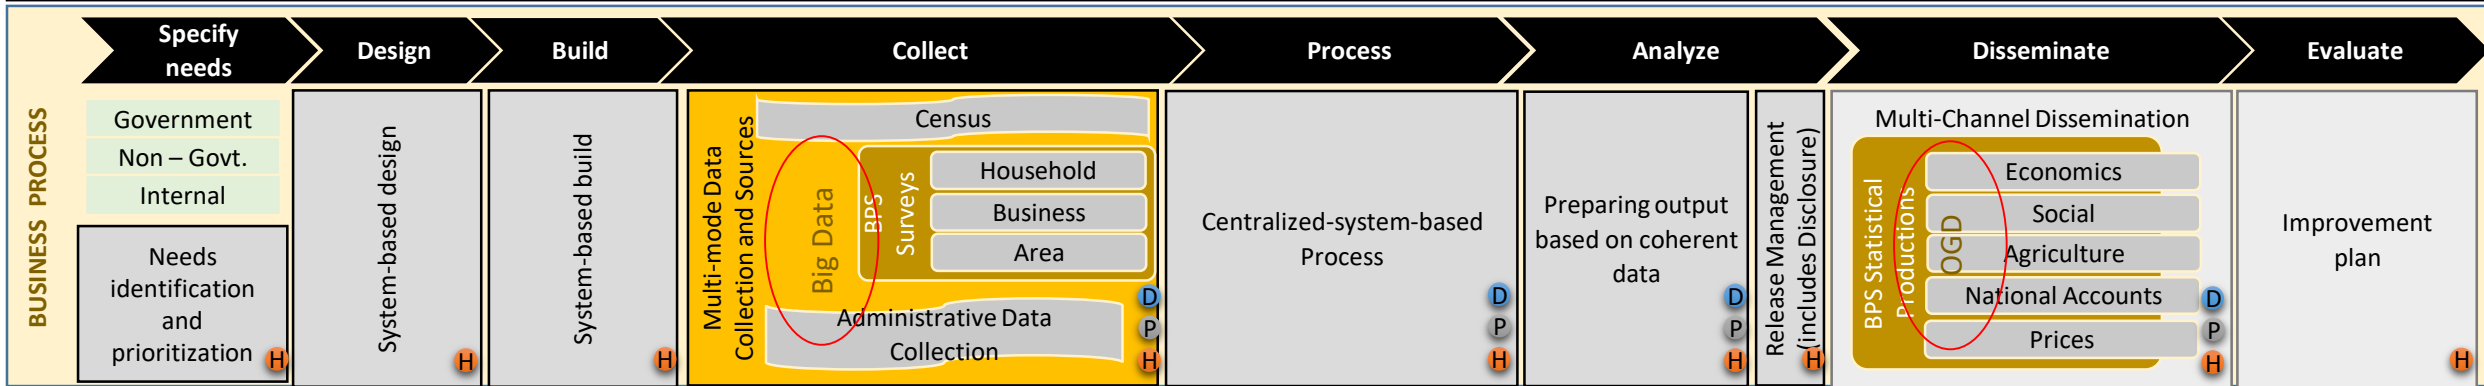 Specify
needs
Design
Build
Collect
Process
Analyze
Disseminate
Evaluate
BUSINESS PROCESS
Government
Non – Govt.
Internal
Needs
identification
and
prioritization
H
System-based design
H
System-based build
H
Multi-mode Data
Collection and Sources
Census
Big Data
BPS
Surveys
Household
Business
Area
Administrative Data
Collection
D
P
H
Centralized-system-based
Process
D
P
H
Preparing output
based on coherent
data
D
P
H
Release Management
(includes Disclosure)
H
Multi-Channel Dissemination
BPS Statistical
Productions
OGD
Economics
Social
Agriculture
National Accounts
Prices
D
P
H
Improvement
plan
H